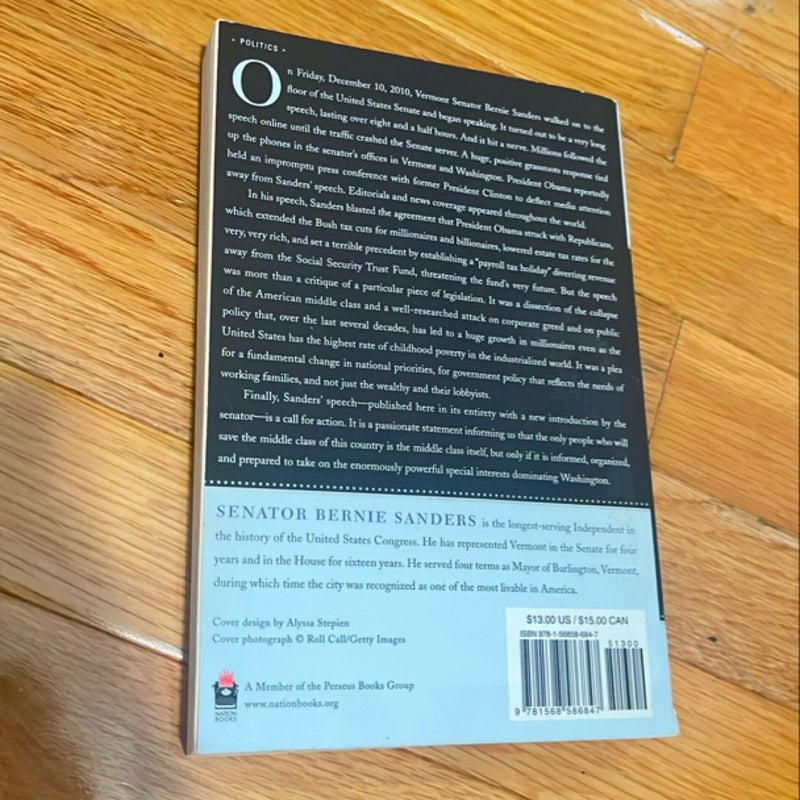 • POLITICS •
On Friday, December 10, 2010, Vermont Senator Bernie Sanders walked on to the
floor of the United States Senate and began speaking. It turned out to be a very long
speech, lasting over eight and a half hours. And it hit a nerve. Millions followed the
speech online until the traffic crashed the Senate server. A huge, positive grassroots response tied
up the phones in the senator's offices in Vermont and Washington. President Obama reportedly
held an impromptu press conference with former President Clinton to deflect media attention
away from Sanders' speech. Editorials and news coverage appeared throughout the world.
In his speech, Sanders blasted the agreement that President Obama struck with Republicans,
which extended the Bush tax cuts for millionaires and billionaires, lowered estate tax rates for the
very, very rich, and set a terrible precedent by establishing a "payroll tax holiday" diverting revenue
away from the Social Security Trust Fund, threatening the fund's very future. But the speech
was more than a critique of a particular piece of legislation. It was a dissection of the collapse
of the American middle class and a well-researched attack on corporate greed and on public
policy that, over the last several decades, has led to a huge growth in millionaires even as the
United States has the highest rate of childhood poverty in the industrialized world. It was a plea
for a fundamental change in national priorities, for government policy that reflects the needs of
working families, and not just the wealthy and their lobbyists.
Finally, Sanders' speech—published here in its entirety with a new introduction by the
senator—is a call for action. It is a passionate statement informing us that the only people who will
save the middle class of this country is the middle class itself, but only if it is informed, organized,
and prepared to take on the enormously powerful special interests dominating Washington.
SENATOR BERNIE SANDERS is the longest-serving Independent in
the history of the United States Congress. He has represented Vermont in the Senate for four
years and in the House for sixteen years. He served four terms as Mayor of Burlington, Vermont,
during which time the city was recognized as one of the most livable in America.
Cover design by Alyssa Stepien
Cover photograph © Roll Call/Getty Images
NATION
BOOKS
A Member of the Perseus Books Group
www.nationbooks.org
$13.00 US / $15.00 CAN
ISBN 978-1-56858-684-7
51300
9 781568 586847